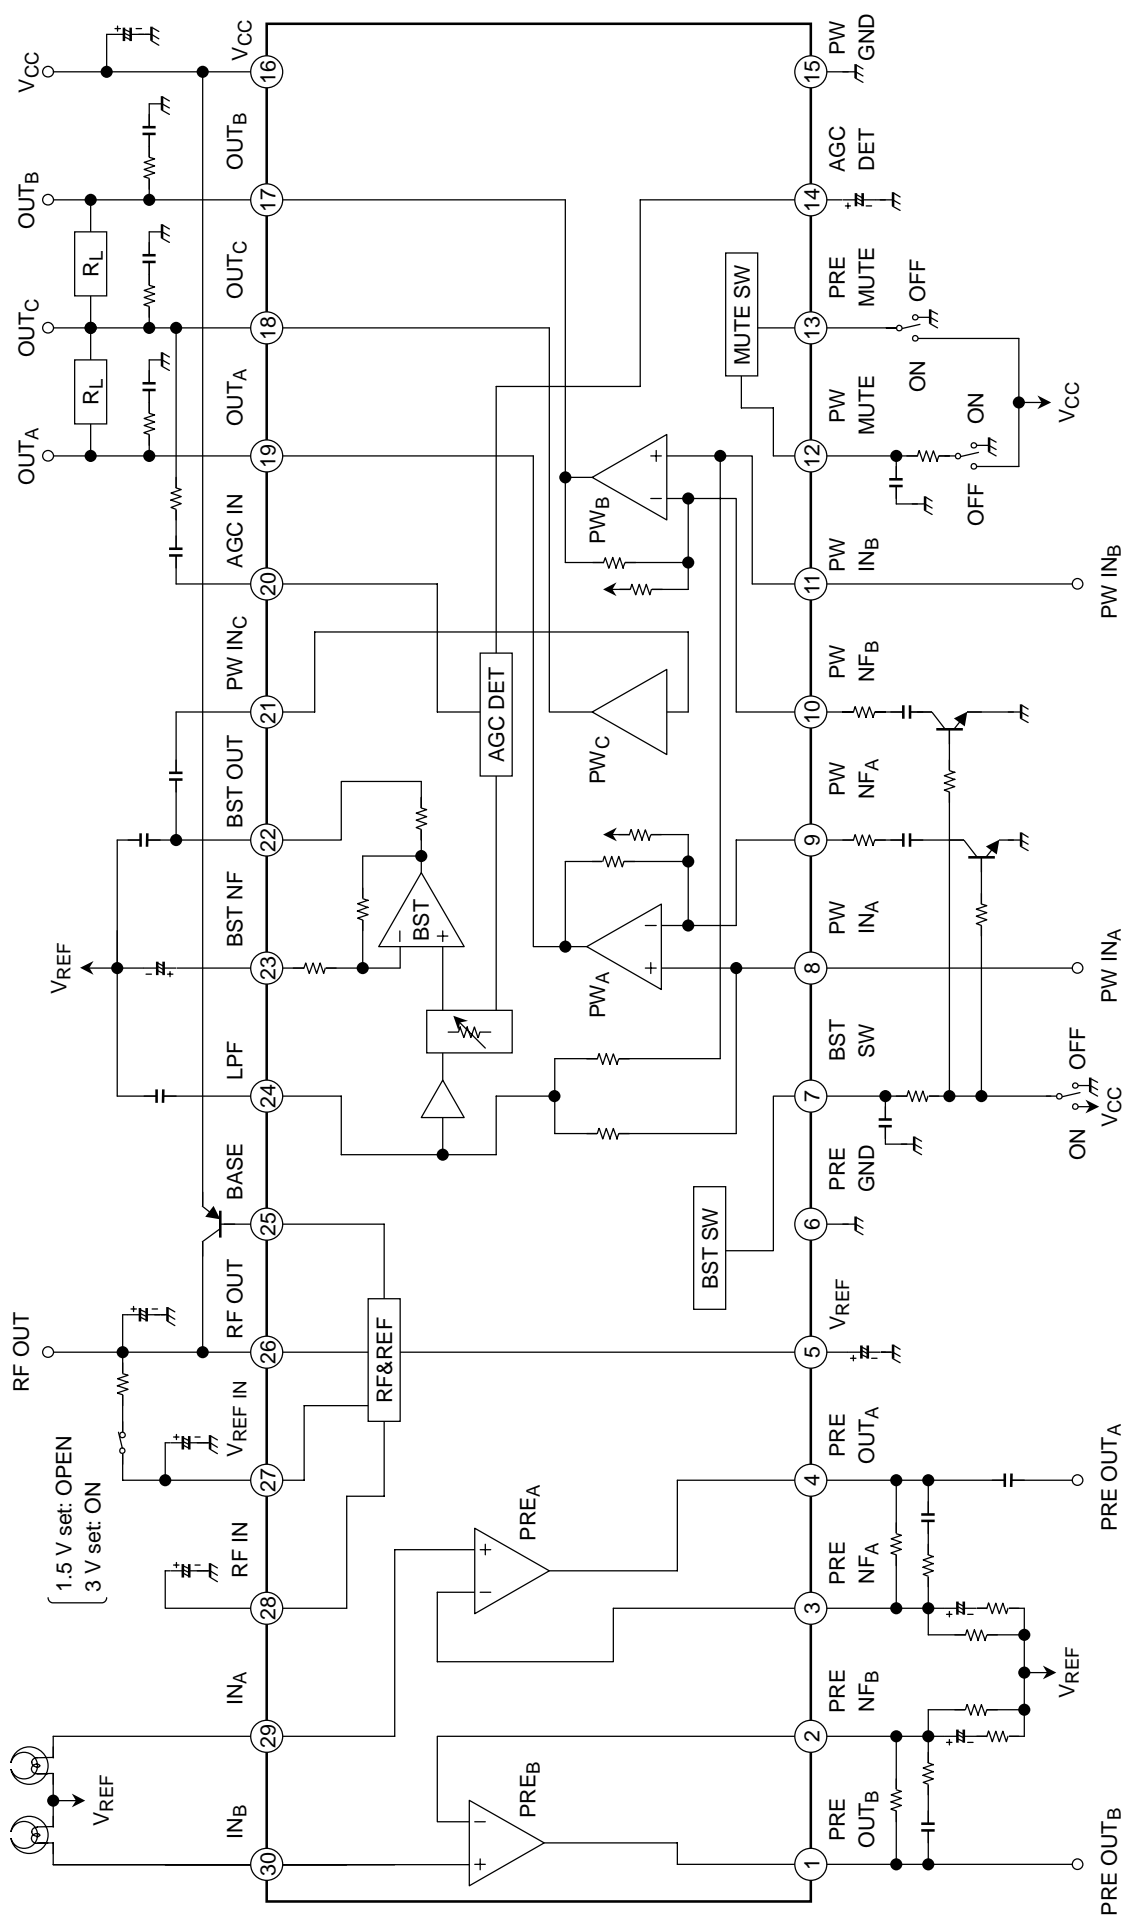 1.5 V set: OPEN
3 V set: ON
RF OUT
VREF
OUTA
OUTC
OUTB
VCC
RL
RL
VREF
INB
INA
RF IN
VREF IN
RF OUT
BASE
LPF
BST NF
BST OUT
PW INC
AGC IN
OUTA
OUTC
OUTB
VCC
30
29
28
27
26
25
24
23
22
21
20
19
18
17
16
RF&REF
BST
+
−
AGC DET
PREB
+
−
PREA
+
−
PWA
+
−
PWC
PWB
+
−
BST SW
MUTE SW
1
2
3
4
5
6
7
8
9
10
11
12
13
14
15
PRE
OUTB
PRE
NFB
PRE
NFA
PRE
OUTA
VREF
PRE
GND
BST
SW
PW
INA
PW
NFA
PW
NFB
PW
INB
PW
MUTE
PRE
MUTE
AGC
DET
PW
GND
ON
OFF
VCC
OFF
ON
ON
OFF
VCC
VREF
PRE OUTB
PRE OUTA
PW INA
PW INB